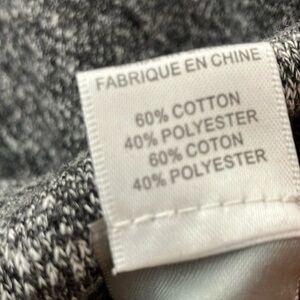 FABRIQUE EN CHINE
60% COTTON
40% POLYESTER
60% COTON
40% POLYESTER